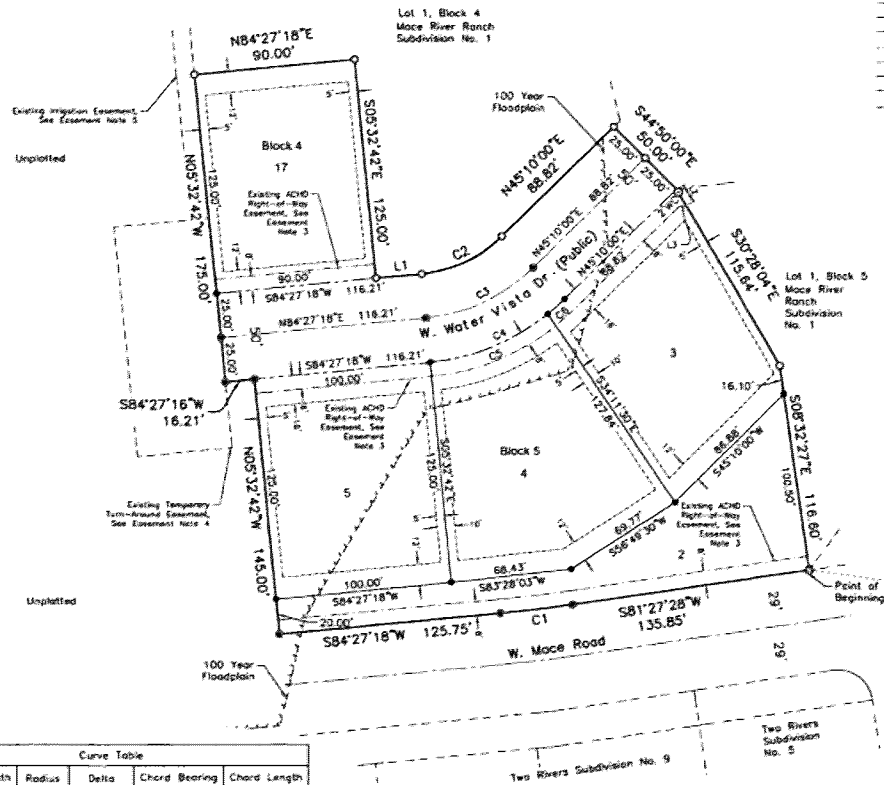 Lot 1, Block 4
Mace River Ranch
Subdivision No. 1
N84°27'18"E
90.00'
Existing Irrigation Easement,
See Easement Note 5
100 Year
Floodplain
S44°50'00"E
50.00'
25.00'
25.00'
Unplatted
N05°32'42"W
175.00'
125.00'
12'
5'
5'
Block 4
17
S05°32'42"E
125.00'
Existing ACHD
Right-of-Way
Easement, See
Easement
Note 3
12'
8'
90.00'
N45°10'00"E
88.82'
88.82'
50'
N45°10'00"E
N45°10'00"E
88.82'
L1
C2
C3
L2
L3
S84°27'18"W 116.21'
N84°27'18"E 116.21'
25.00'
50'
25.00'
W. Water Vista Dr. (Public)
S30°28'04"E
115.64'
Lot 1, Block 5
Mace River
Ranch
Subdivision
No. 1
C4
C5
C6
S84°27'18"W 116.21'
100.00'
S84°27'16"W
16.21'
Existing ACHD
Right-of-Way
Easement, See
Easement
Note 3
3
16.10'
S34°11'30"E
127.84'
S08°32'27"E 116.60'
100.50'
86.88'
S45°10'00"W
N05°32'42"W 145.00'
125.00'
5
S05°32'42"E
125.00'
Block 5
4
Existing Temporary
Turn-Around Easement,
See Easement Note 4
69.77'
S56°49'30"W
Existing ACHD
Right-of-Way
Easement, See
Easement
Note 3
2
68.43'
S83°28'03"W
100.00'
S84°27'18"W
20.00'
Unplatted
Point of
Beginning
S84°27'18"W 125.75'
C1
S81°27'28"W
135.85'
W. Mace Road
29'
29'
100 Year
Floodplain
Two Rivers Subdivision No. 9
Two Rivers
Subdivision
No. 5
Curve Table
Radius Delta Chord Bearing Chord Length